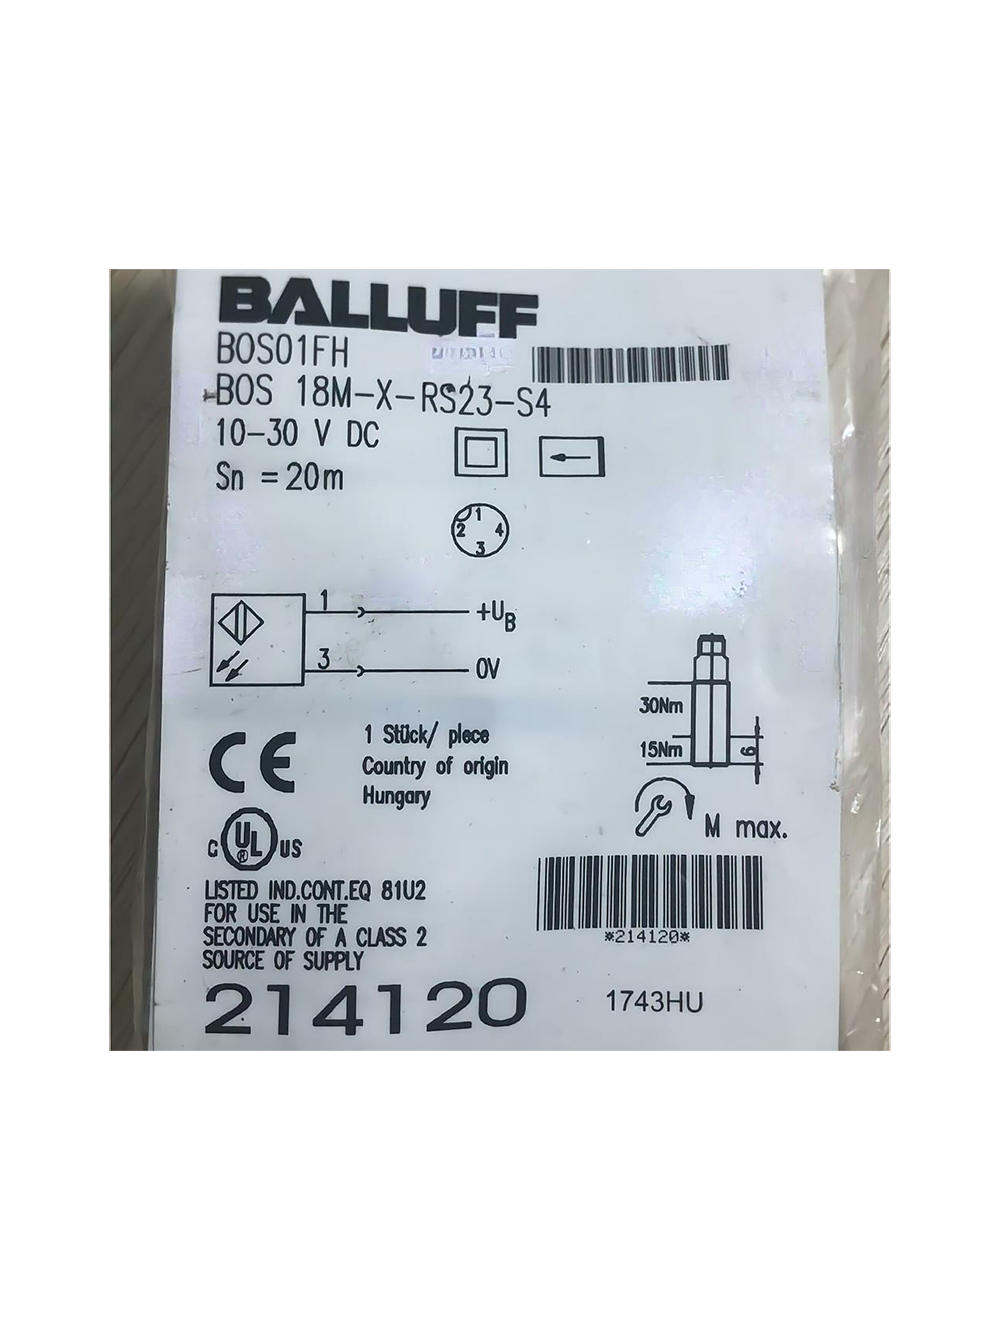 BALLUFF
BOS01FH
BOS 18M-X-RS23-S4
10-30 V DC
Sn = 20m
1
2 4
3
1 +UB
3 0V
30Nm
15Nm
6
M max.
CE
1 Stück/ piece
Country of origin
Hungary
C UL US
®
LISTED IND.CONT.EQ 81U2
FOR USE IN THE
SECONDARY OF A CLASS 2
SOURCE OF SUPPLY
*214120*
214120
1743HU